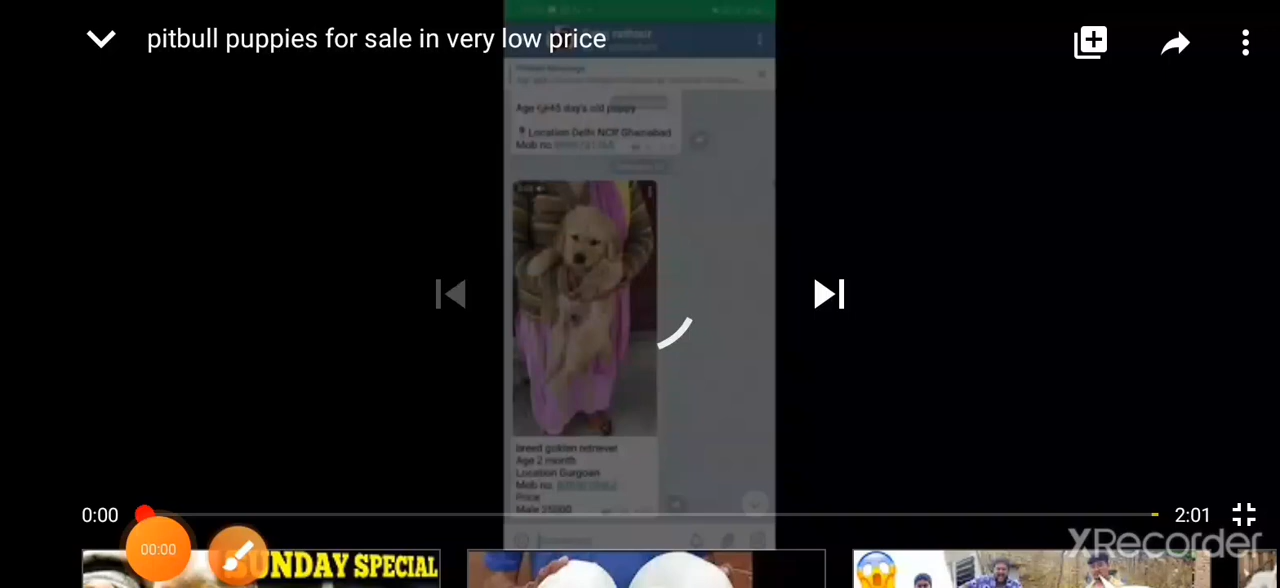 pitbull puppies for sale in very low price
Age 45 day's old puppy
Location Delhi NCR Ghaziabad
Mob no
breed golden retriever
Age 2 month
Location Gurgoan
Mob no.
Price
Male 25000
0:00
2:01
00:00
SUNDAY SPECIAL
XRecorder